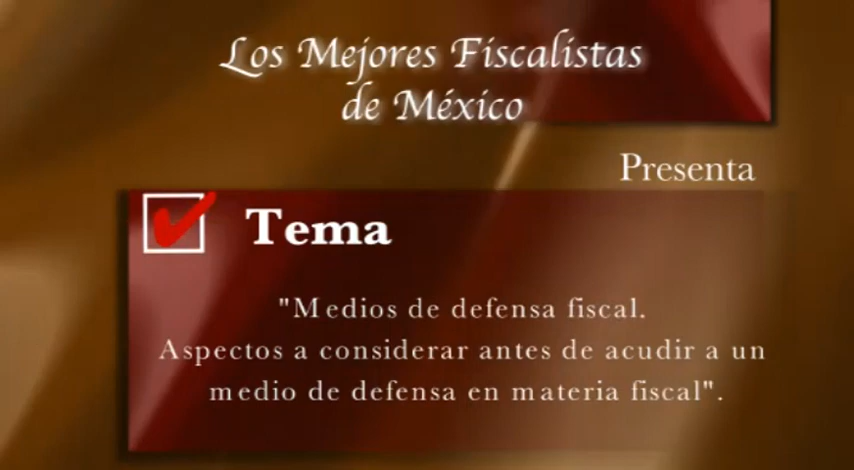 Los Mejores Fiscalistas
de México
Presenta
Tema
"Medios de defensa fiscal.
Aspectos a considerar antes de acudir a un
medio de defensa en materia fiscal".